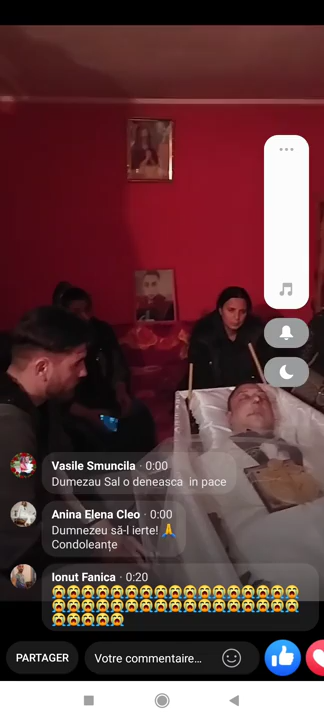 Vasile Smuncila · 0:00
Dumezau Sal o deneasca in pace
Anina Elena Cleo · 0:00
Dumnezeu să-l ierte! 🙏
Condoleanțe
Ionut Fanica · 0:20
😭😭😭😭😭😭😭😭😭😭😭😭😭😭😭😭😭
😭😭😭😭😭😭😭😭😭😭😭😭😭😭😭😭😭
😭😭😭😭😭
PARTAGER
Votre commentaire...